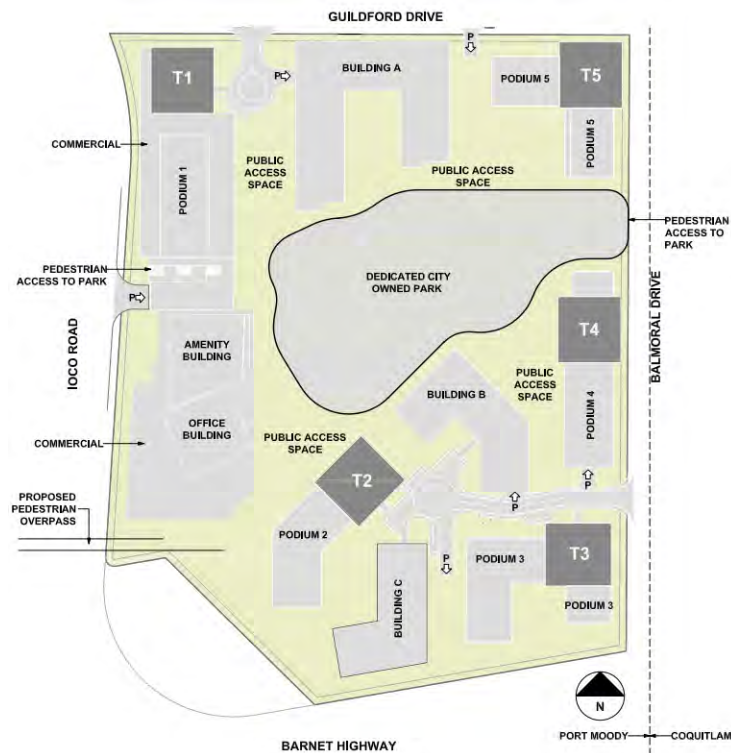 GUILDFORD DRIVE
P
T1
P
BUILDING A
PODIUM 5
T5
COMMERCIAL
PODIUM 1
PUBLIC
ACCESS
SPACE
PUBLIC ACCESS
SPACE
PODIUM 5
PEDESTRIAN
ACCESS TO
PARK
PEDESTRIAN
ACCESS TO PARK
DEDICATED CITY
OWNED PARK
P
IOCO ROAD
BALMORAL DRIVE
T4
AMENITY
BUILDING
PUBLIC
ACCESS
SPACE
BUILDING B
PODIUM 4
OFFICE
BUILDING
COMMERCIAL
PUBLIC ACCESS
SPACE
T2
P
P
PROPOSED
PEDESTRIAN
OVERPASS
PODIUM 2
P
PODIUM 3
T3
BUILDING C
PODIUM 3
N
PORT MOODY
COQUITLAM
BARNET HIGHWAY